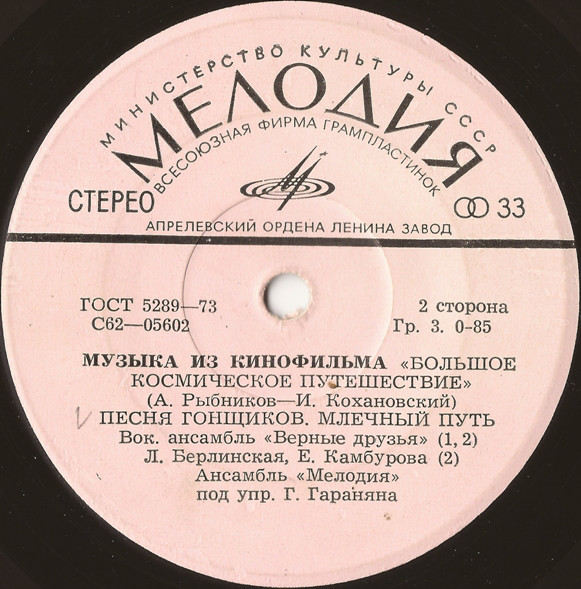 МИНИСТЕРСТВО КУЛЬТУРЫ СССР
МЕЛОДИЯ
ВСЕСОЮЗНАЯ ФИРМА ГРАМПЛАСТИНОК
СТЕРЕО
33
АПРЕЛЕВСКИЙ ОРДЕНА ЛЕНИНА ЗАВОД
ГОСТ 5289—73
2 сторона
С62—05602
Гр. 3. 0-85
МУЗЫКА ИЗ КИНОФИЛЬМА «БОЛЬШОЕ
КОСМИЧЕСКОЕ ПУТЕШЕСТВИЕ»
(А. Рыбников—И. Кохановский)
ПЕСНЯ ГОНЩИКОВ. МЛЕЧНЫЙ ПУТЬ
Вок. ансамбль «Верные друзья» (1, 2)
Л. Берлинская, Е. Камбурова (2)
Ансамбль «Мелодия»
под упр. Г. Гараняна